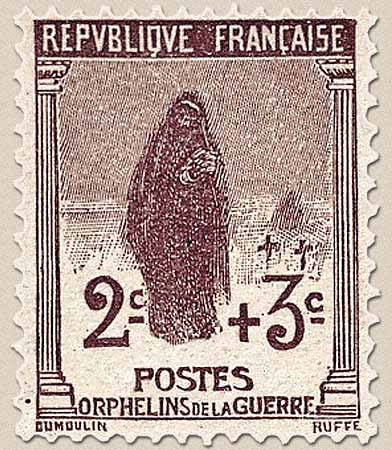 REPVBLIQVE FRANÇAISE
2c +3c
POSTES
ORPHELINS DE LA GUERRE
DUMOULIN RUFFE